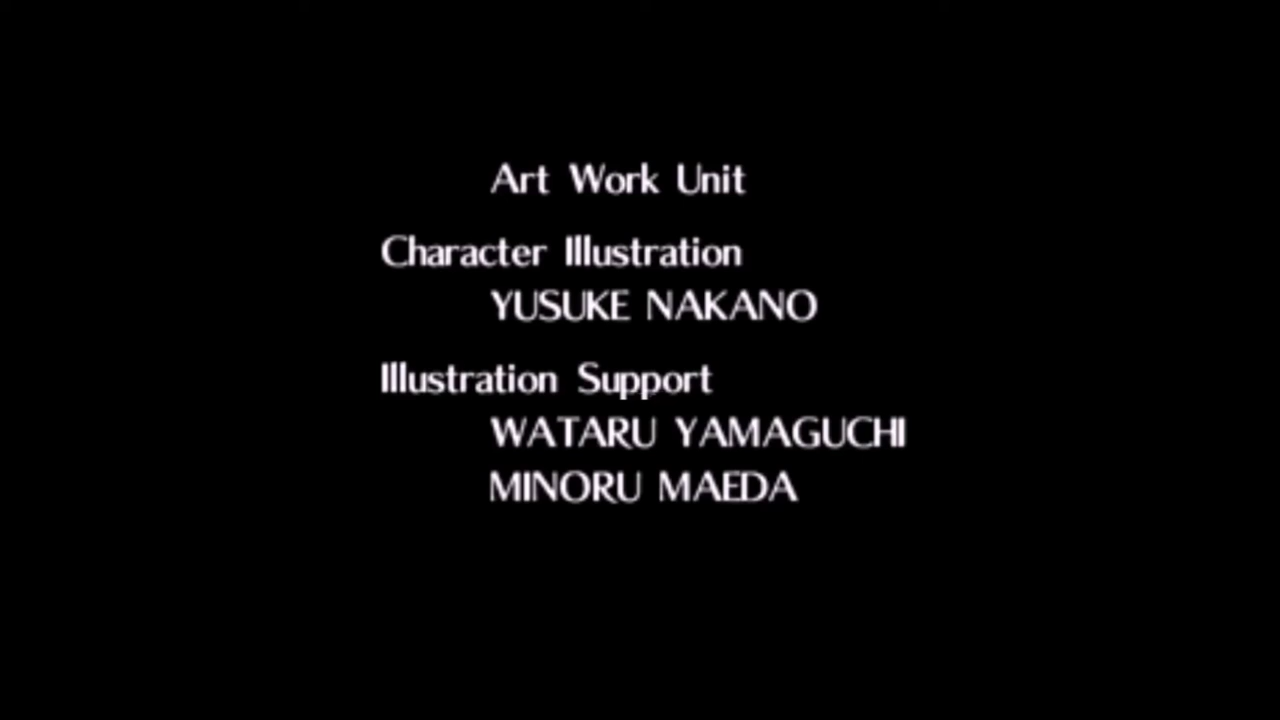 Art Work Unit
Character Illustration
YUSUKE NAKANO
Illustration Support
WATARU YAMAGUCHI
MINORU MAEDA